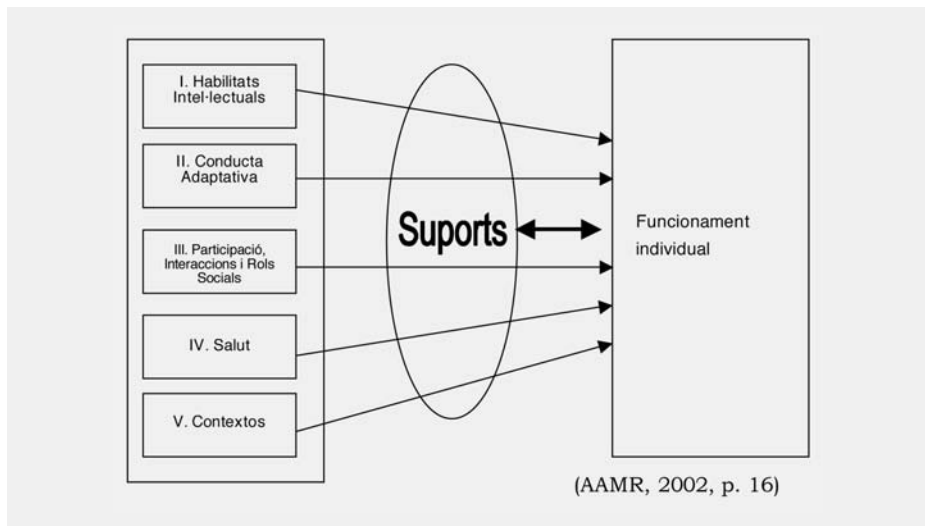 I. Habilitats
Intel·lectuals
II. Conducta
Adaptativa
III. Participació,
Interaccions i Rols
Socials
IV. Salut
V. Contextos
Suports
Funcionament
individual
(AAMR, 2002, p. 16)